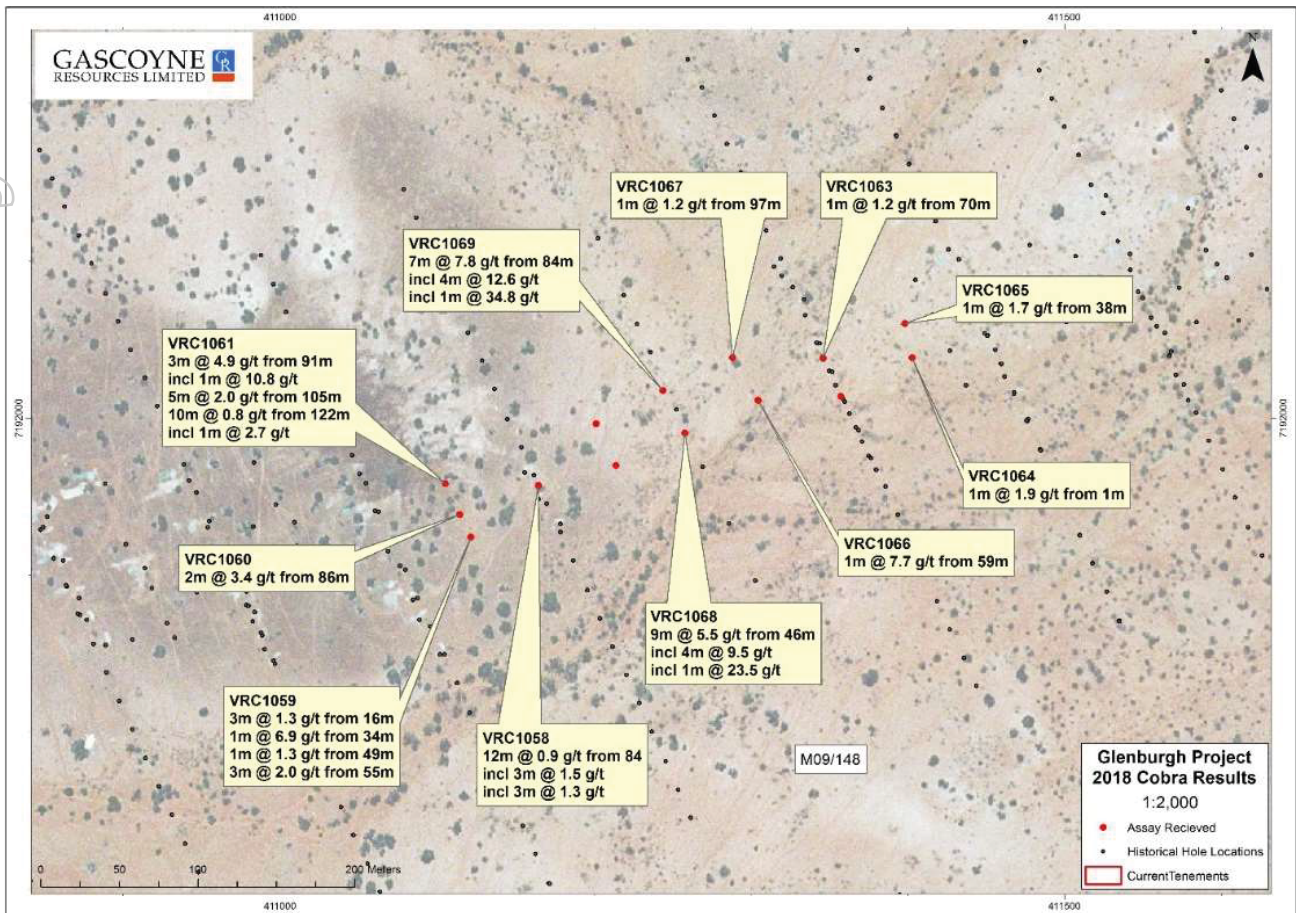 411000
411500
GASCOYNE
RESOURCES LIMITED
GR
N
VRC1067
1m @ 1.2 g/t from 97m
VRC1063
1m @ 1.2 g/t from 70m
VRC1069
7m @ 7.8 g/t from 84m
incl 4m @ 12.6 g/t
incl 1m @ 34.8 g/t
VRC1065
1m @ 1.7 g/t from 38m
VRC1061
3m @ 4.9 g/t from 91m
incl 1m @ 10.8 g/t
5m @ 2.0 g/t from 105m
10m @ 0.8 g/t from 122m
incl 1m @ 2.7 g/t
7192000
7192000
VRC1064
1m @ 1.9 g/t from 1m
VRC1060
2m @ 3.4 g/t from 86m
VRC1066
1m @ 7.7 g/t from 59m
VRC1068
9m @ 5.5 g/t from 46m
incl 4m @ 9.5 g/t
incl 1m @ 23.5 g/t
VRC1059
3m @ 1.3 g/t from 16m
1m @ 6.9 g/t from 34m
1m @ 1.3 g/t from 49m
3m @ 2.0 g/t from 55m
VRC1058
12m @ 0.9 g/t from 84
incl 3m @ 1.5 g/t
incl 3m @ 1.3 g/t
M09/148
Glenburgh Project
2018 Cobra Results
1:2,000
Assay Recieved
Historical Hole Locations
CurrentTenements
0 50 100 200 Meters
411000
411500